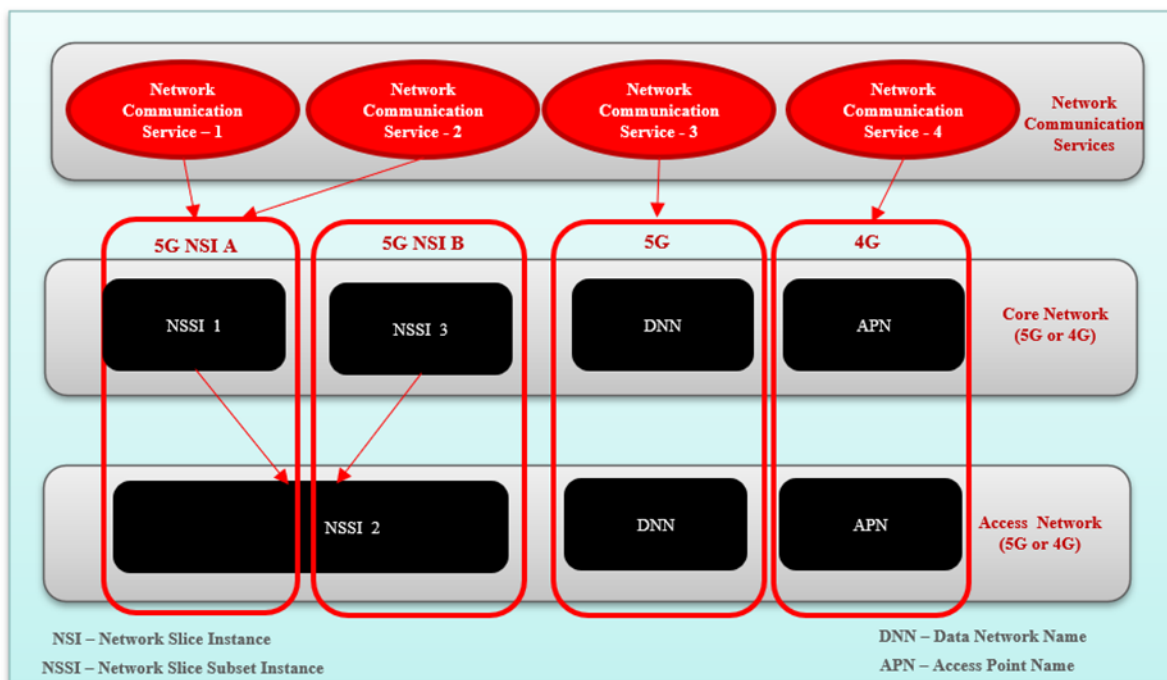 Network
Communication
Service – 1
Network
Communication
Service - 2
Network
Communication
Service - 3
Network
Communication
Service - 4
Network
Communication
Services
5G NSI A
5G NSI B
5G
4G
NSSI 1
NSSI 3
DNN
APN
Core Network
(5G or 4G)
NSSI 2
DNN
APN
Access Network
(5G or 4G)
NSI – Network Slice Instance
NSSI – Network Slice Subset Instance
DNN – Data Network Name
APN – Access Point Name